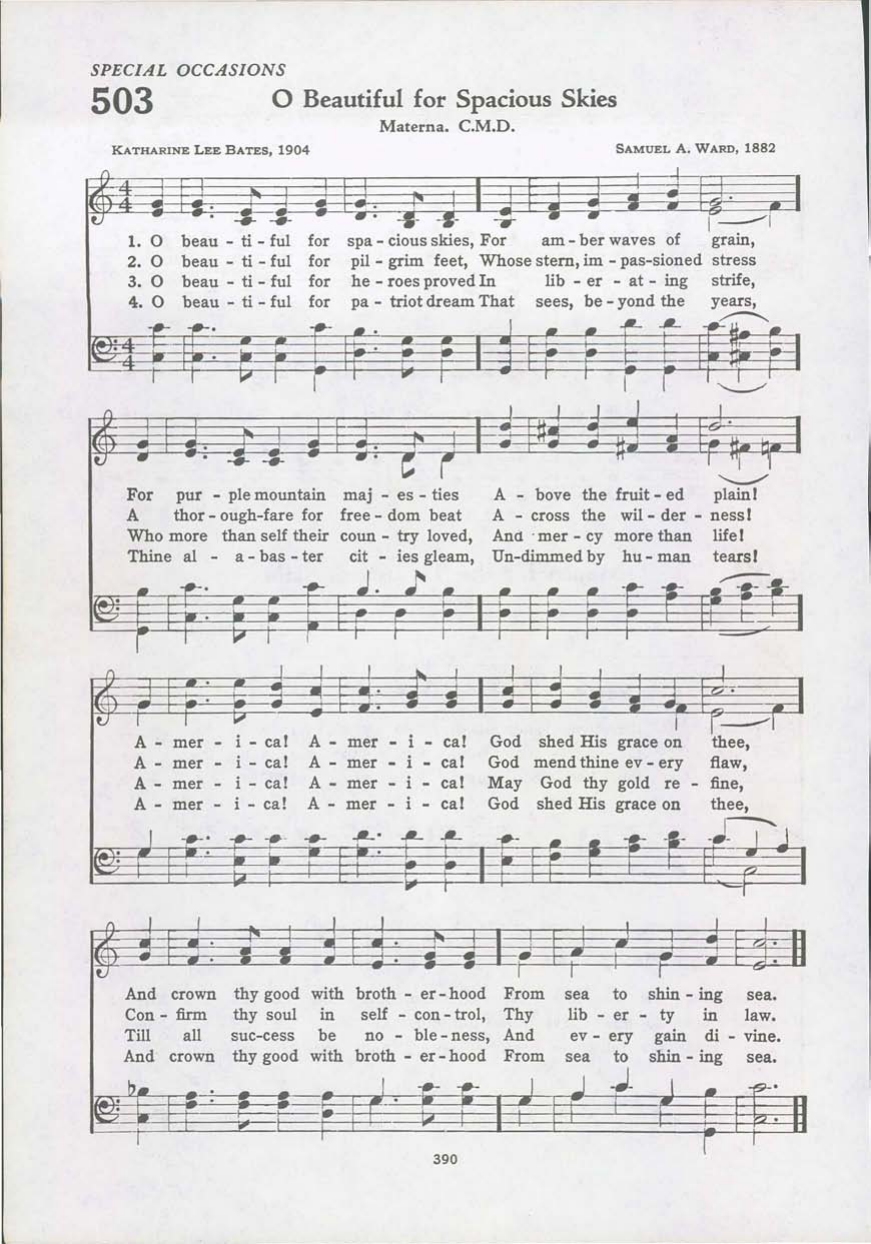 SPECIAL OCCASIONS
503 O Beautiful for Spacious Skies
Materna. C.M.D.
KATHARINE LEE BATES, 1904 SAMUEL A. WARD, 1882
1. O beau - ti - ful for spa - cious skies, For am - ber waves of grain,
2. O beau - ti - ful for pil - grim feet, Whose stern, im - pas-sioned stress
3. O beau - ti - ful for he - roes proved In lib - er - at - ing strife,
4. O beau - ti - ful for pa - triot dream That sees, be - yond the years,
For pur - ple mountain maj - es - ties A - bove the fruit - ed plain!
A thor - ough-fare for free - dom beat A - cross the wil - der - ness!
Who more than self their coun - try loved, And mer - cy more than life!
Thine al - a - bas - ter cit - ies gleam, Un-dimmed by hu - man tears!
A - mer - i - ca! A - mer - i - ca! God shed His grace on thee,
A - mer - i - ca! A - mer - i - ca! God mend thine ev - ery flaw,
A - mer - i - ca! A - mer - i - ca! May God thy gold re - fine,
A - mer - i - ca! A - mer - i - ca! God shed His grace on thee,
And crown thy good with broth - er - hood From sea to shin - ing sea.
Con - firm thy soul in self - con - trol, Thy lib - er - ty in law.
Till all suc-cess be no - ble - ness, And ev - ery gain di - vine.
And crown thy good with broth - er - hood From sea to shin - ing sea.
390